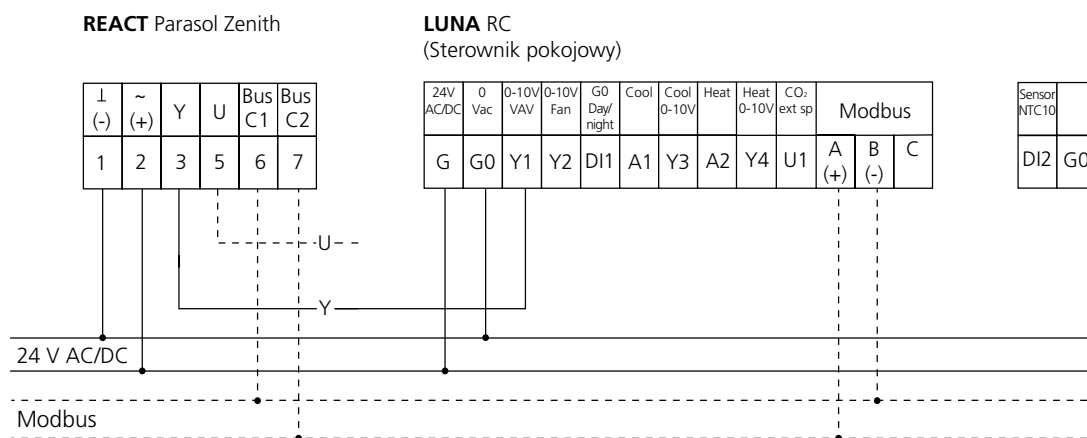 REACT Parasol Zenith
LUNA RC
(Sterownik pokojowy)
⊥ ~ Y U Bus Bus
(-) (+) C1 C2
1 2 3 5 6 7
24V 0 0-10V 0-10V G0 Cool Cool Heat Heat CO₂ Modbus
AC/DC Vac VAV Fan Day/ 0-10V 0-10V ext sp
night
G G0 Y1 Y2 DI1 A1 Y3 A2 Y4 U1 A B C
(+) (-)
Sensor
NTC10
DI2 G0
U
Y
24 V AC/DC
Modbus